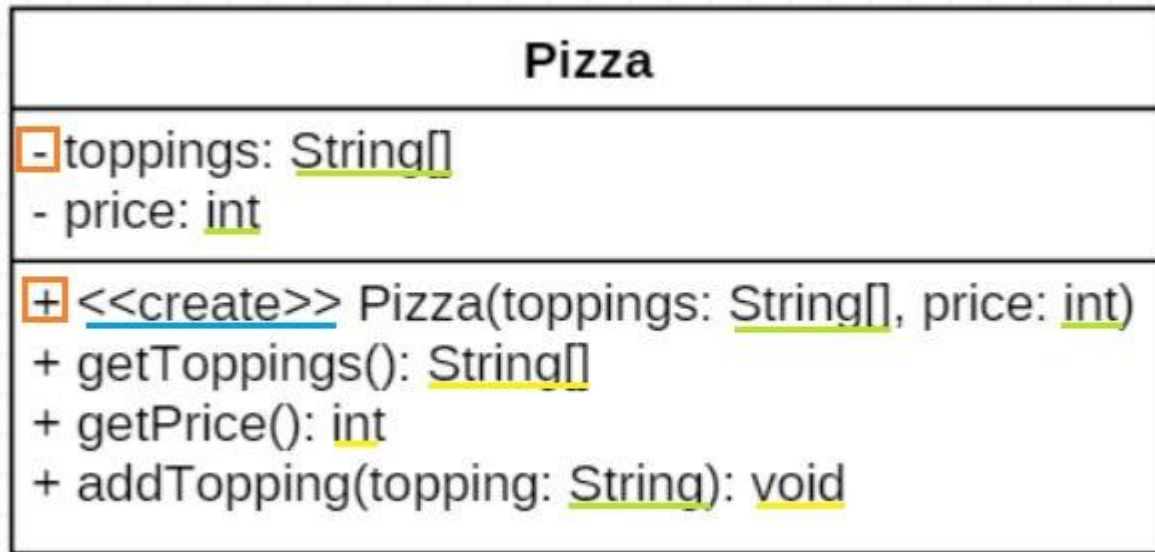 Pizza
- toppings: String[]
- price: int
+ <<create>> Pizza(toppings: String[], price: int)
+ getToppings(): String[]
+ getPrice(): int
+ addTopping(topping: String): void